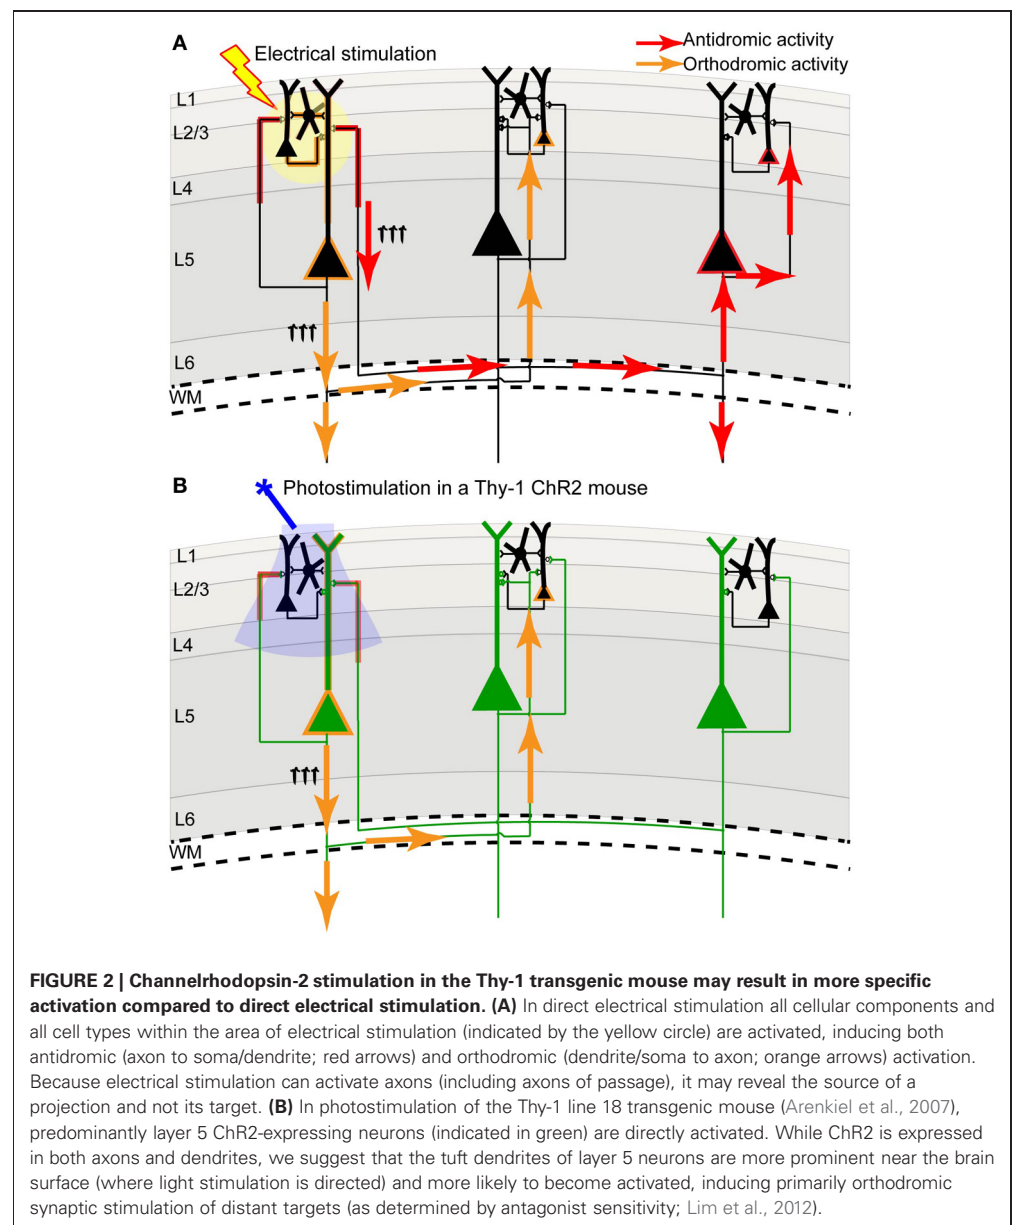 A
Electrical stimulation
Antidromic activity
Orthodromic activity
L1
L2/3
L4
L5
L6
WM
B
Photostimulation in a Thy-1 ChR2 mouse
L1
L2/3
L4
L5
L6
WM
FIGURE 2 | Channelrhodopsin-2 stimulation in the Thy-1 transgenic mouse may result in more specific
activation compared to direct electrical stimulation. (A) In direct electrical stimulation all cellular components and
all cell types within the area of electrical stimulation (indicated by the yellow circle) are activated, inducing both
antidromic (axon to soma/dendrite; red arrows) and orthodromic (dendrite/soma to axon; orange arrows) activation.
Because electrical stimulation can activate axons (including axons of passage), it may reveal the source of a
projection and not its target. (B) In photostimulation of the Thy-1 line 18 transgenic mouse (Arenkiel et al., 2007),
predominantly layer 5 ChR2-expressing neurons (indicated in green) are directly activated. While ChR2 is expressed
in both axons and dendrites, we suggest that the tuft dendrites of layer 5 neurons are more prominent near the brain
surface (where light stimulation is directed) and more likely to become activated, inducing primarily orthodromic
synaptic stimulation of distant targets (as determined by antagonist sensitivity; Lim et al., 2012).